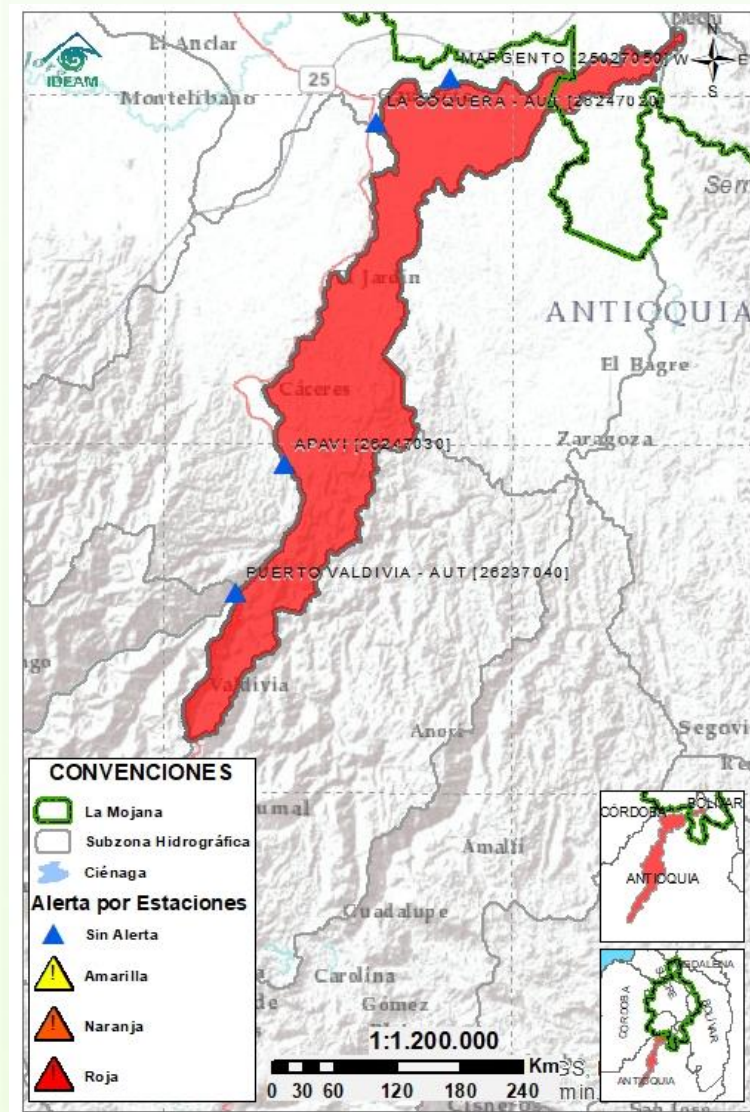 Nechí
El Anclar
N
W E
S
IDEAM
25
MARGENTO [25027050]
Montelíbano
LA COQUERA - AUT [26247020]
El Jardín
ANTIOQUIA
El Bagre
Cáceres
Zaragoza
APAVI [26247030]
PUERTO VALDIVIA - AUT [26237040]
Valdivia
Anorí
CONVENCIONES
La Mojana
Subzona Hidrográfica
Ciénaga
Alerta por Estaciones
Sin Alerta
Amarilla
Naranja
Roja
Amalfi
Guadalupe
Carolina
Gómez
1:1.200.000
Km
0 30 60 120 180 240
Cisneros
CÓRDOBA
BOLÍVAR
ANTIOQUIA
CÓRDOBA
BOLÍVAR
ANTIOQUIA